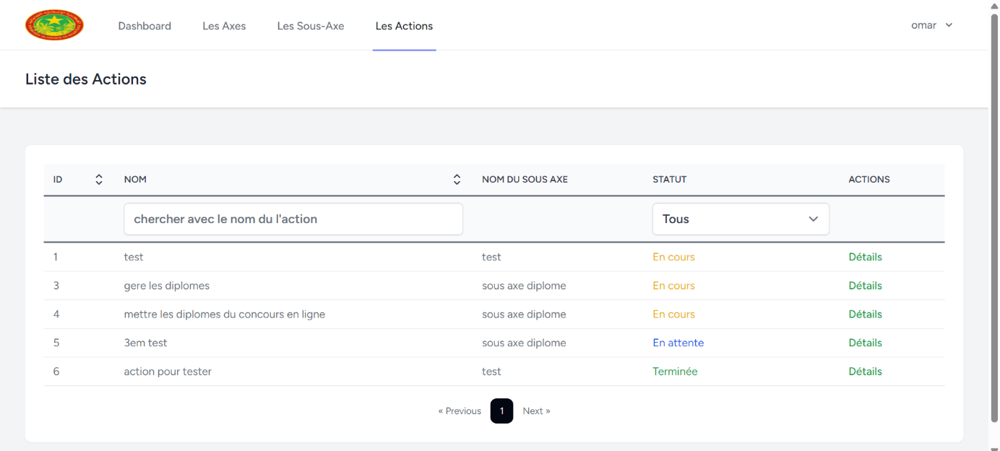 Dashboard Les Axes Les Sous-Axe Les Actions omar
Liste des Actions
ID NOM NOM DU SOUS AXE STATUT ACTIONS
chercher avec le nom du l'action Tous
1 test test En cours Détails
3 gere les diplomes sous axe diplome En cours Détails
4 mettre les diplomes du concours en ligne sous axe diplome En cours Détails
5 3em test sous axe diplome En attente Détails
6 action pour tester test Terminée Détails
« Previous 1 Next »